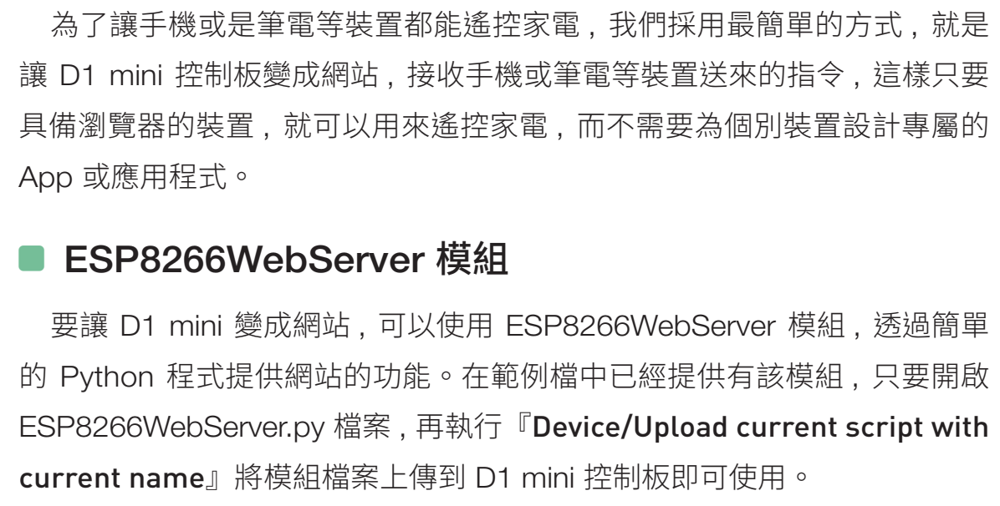 為了讓手機或是筆電等裝置都能遙控家電，我們採用最簡單的方式，就是
讓 D1 mini 控制板變成網站，接收手機或筆電等裝置送來的指令，這樣只要
具備瀏覽器的裝置，就可以用來遙控家電，而不需要為個別裝置設計專屬的
App 或應用程式。
ESP8266WebServer 模組
要讓 D1 mini 變成網站，可以使用 ESP8266WebServer 模組，透過簡單
的 Python 程式提供網站的功能。在範例檔中已經提供有該模組，只要開啟
ESP8266WebServer.py 檔案，再執行『Device/Upload current script with
current name』將模組檔案上傳到 D1 mini 控制板即可使用。